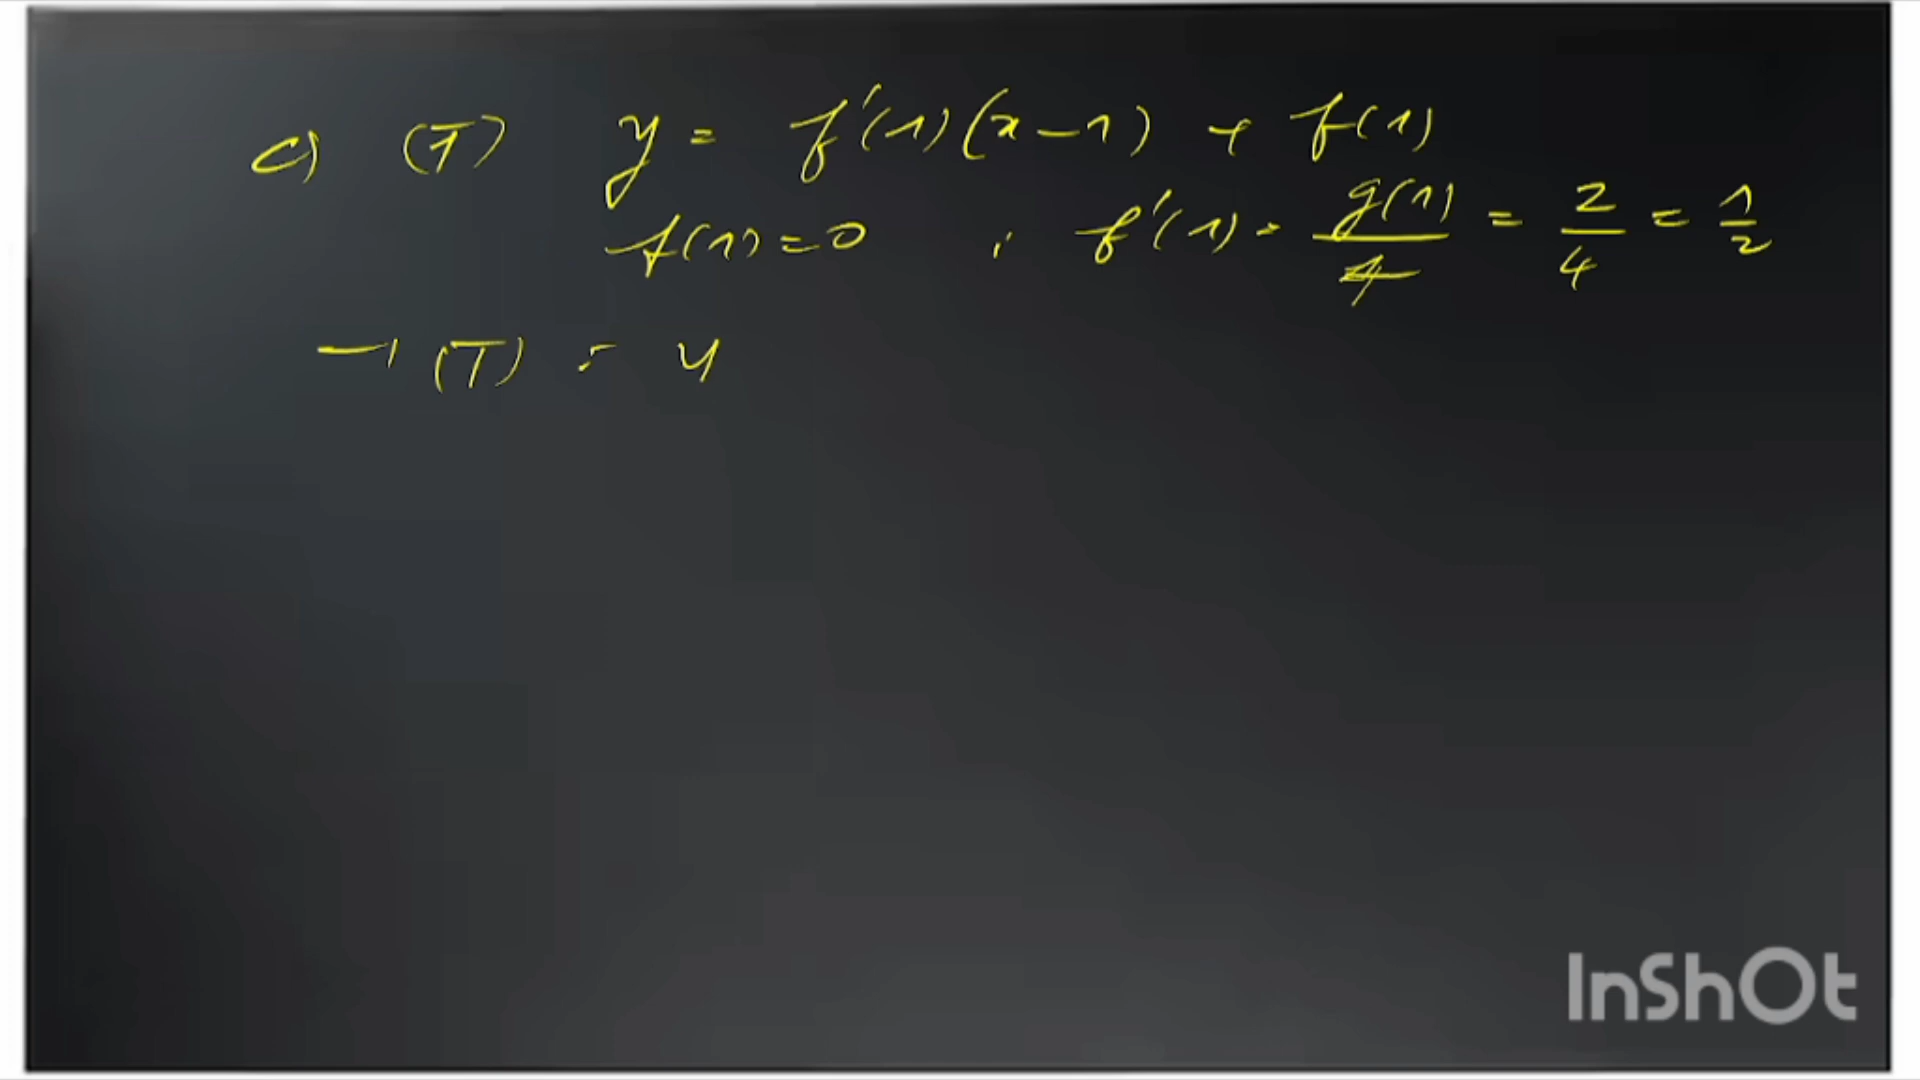 c) (T) y = f'(1)(x-1) + f(1)
f(1)=0 , f'(1) = g(1)/4 = 2/4 = 1/2
→ (T) : y
InShOt